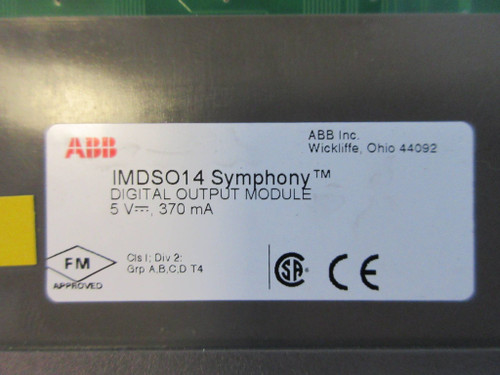 ABB
ABB Inc.
Wickliffe, Ohio 44092
IMDSO14 Symphony™
DIGITAL OUTPUT MODULE
5 V⎓, 370 mA
FM
APPROVED
Cls I; Div 2;
Grp A,B,C,D T4
CSA
CE